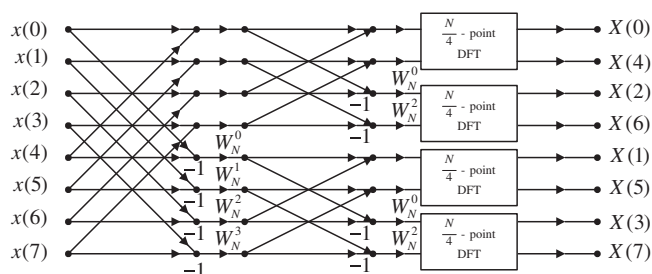 x(0) N/4 - point DFT X(0)
x(1) X(4)
x(2) W_N^0 -1 N/4 - point DFT X(2)
x(3) W_N^2 -1 X(6)
x(4) -1 W_N^0 N/4 - point DFT X(1)
x(5) -1 W_N^1 X(5)
x(6) -1 W_N^2 -1 W_N^0 N/4 - point DFT X(3)
x(7) -1 W_N^3 -1 W_N^2 X(7)